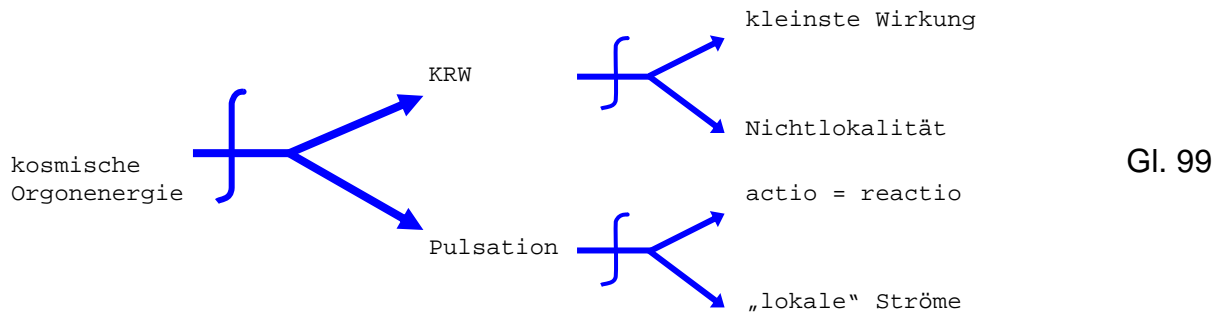 kleinste Wirkung
KRW
Nichtlokalität
kosmische
Orgonenergie
Gl. 99
actio = reactio
Pulsation
„lokale“ Ströme